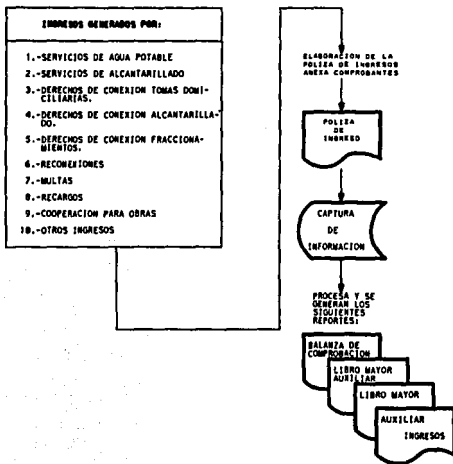 INGRESOS GENERADOS POR:
1.-SERVICIOS DE AGUA POTABLE
2.-SERVICIOS DE ALCANTARILLADO
3.-DERECHOS DE CONEXION TOMAS DOMI-
CILIARIAS.
4.-DERECHOS DE CONEXION ALCANTARILLA-
DO.
5.-DERECHOS DE CONEXION FRACCIONA-
MIENTOS.
6.-RECONEXIONES
7.-MULTAS
8.-RECARGOS
9.-COOPERACION PARA OBRAS
10.-OTROS INGRESOS
ELABORACION DE LA
POLIZA DE INGRESOS
ANEXA COMPROBANTES
POLIZA
DE
INGRESO
CAPTURA
DE
INFORMACION
PROCESA Y SE
GENERAN LOS
SIGUIENTES
REPORTES:
BALANZA DE
COMPROBACION
LIBRO MAYOR
AUXILIAR
LIBRO MAYOR
AUXILIAR
INGRESOS